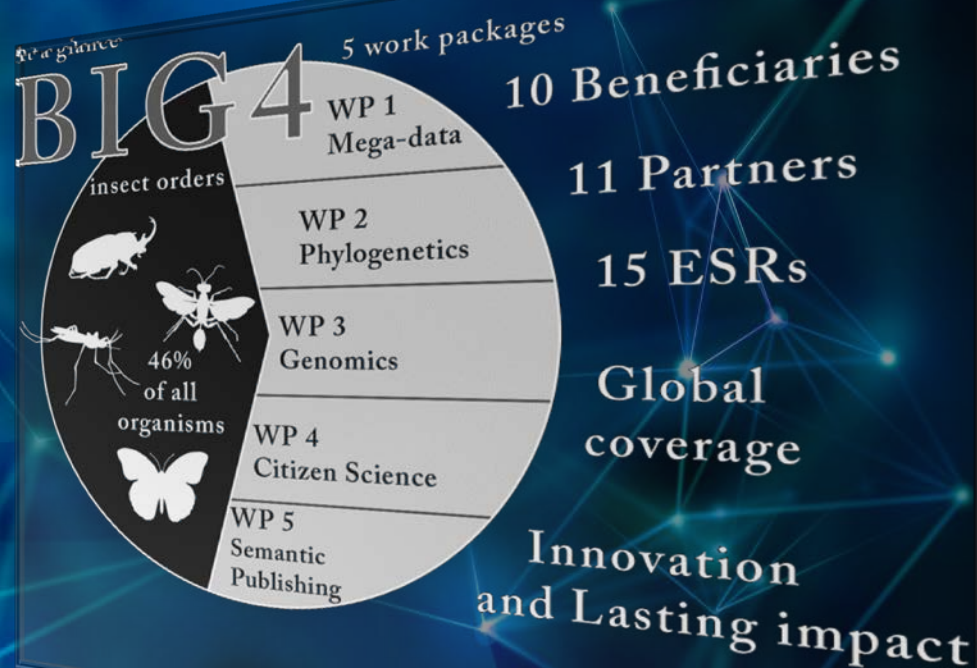 BIG 4
5 work packages
insect orders
46%
of all
organisms
WP 1
Mega-data
WP 2
Phylogenetics
WP 3
Genomics
WP 4
Citizen Science
WP 5
Semantic
Publishing
10 Beneficiaries
11 Partners
15 ESRs
Global
coverage
Innovation
and Lasting impact